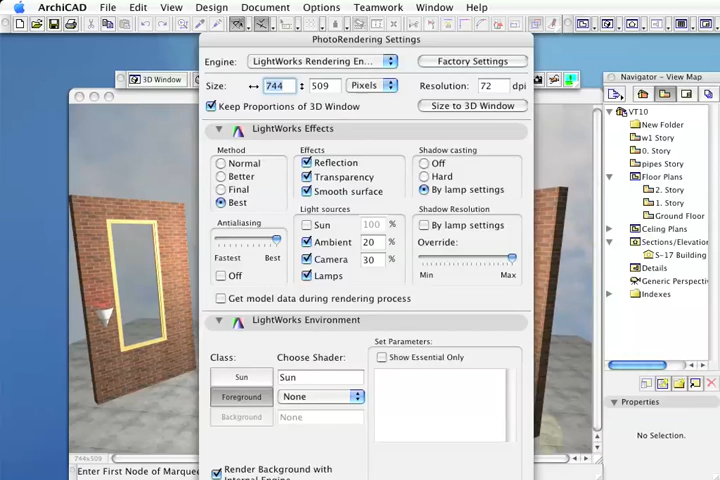 ArchiCAD File Edit View Design Document Options Teamwork Window Help
PhotoRendering Settings
Engine: LightWorks Rendering En... Factory Settings
Size: 744 509 Pixels Resolution: 72 dpi
Keep Proportions of 3D Window Size to 3D Window
LightWorks Effects
Method
Normal
Better
Final
Best
Effects
Reflection
Transparency
Smooth surface
Shadow casting
Off
Hard
By lamp settings
Antialiasing
Fastest Best
Off
Light sources
Sun 100 %
Ambient 20 %
Camera 30 %
Lamps
Shadow Resolution
By lamp settings
Override:
Min Max
Get model data during rendering process
LightWorks Environment
Class:
Sun
Foreground
Background
Choose Shader:
Sun
None
None
Set Parameters:
Show Essential Only
Render Background with
Internal Engine
3D Window
744x509
Enter First Node of Marquee
Navigator - View Map
VT10
New Folder
w1 Story
0. Story
pipes Story
Floor Plans
2. Story
1. Story
Ground Floor
Ceiling Plans
Sections/Elevation
S-17 Building
Details
Generic Perspecti
Indexes
Properties
No Selection.